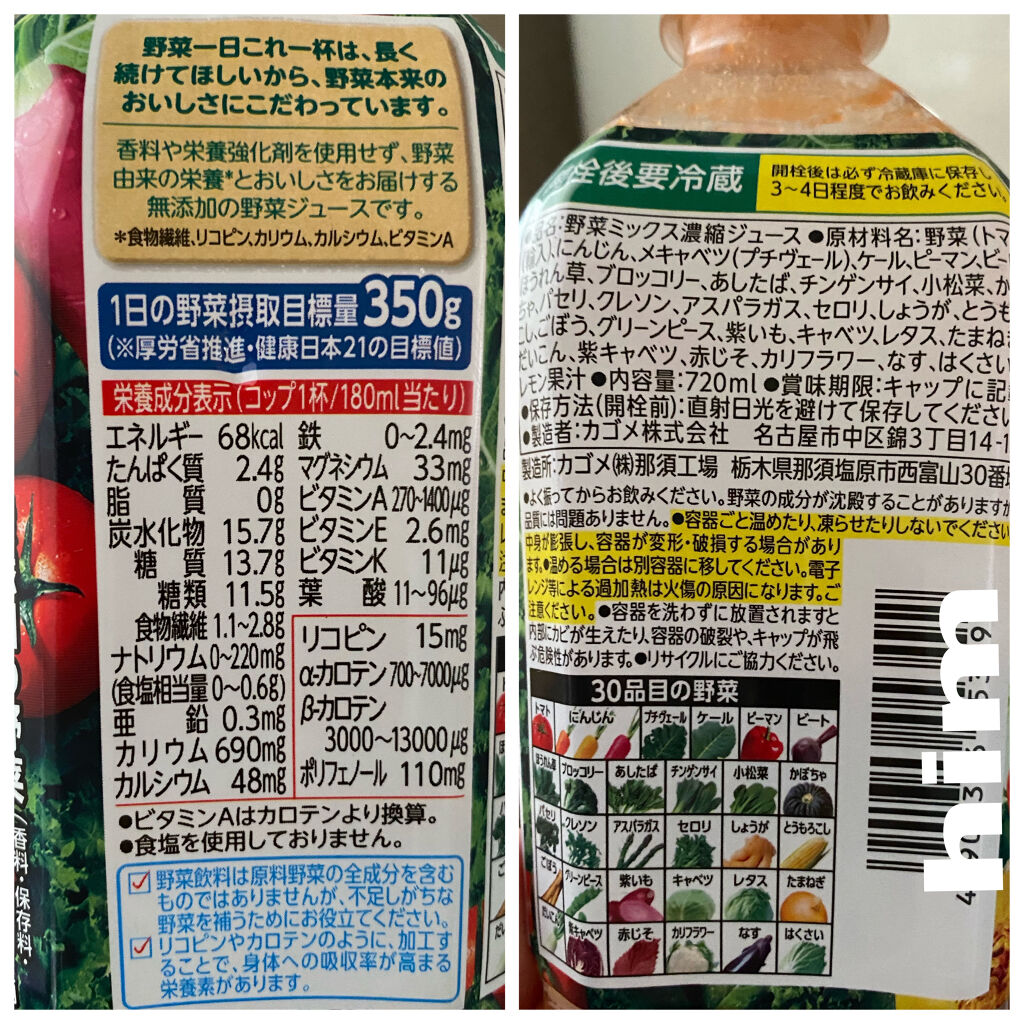 野菜一日これ一杯は、長く
続けてほしいから、野菜本来の
おいしさにこだわっています。
香料や栄養強化剤を使用せず、野菜
由来の栄養*とおいしさをお届けする
無添加の野菜ジュースです。
*食物繊維、リコピン、カリウム、カルシウム、ビタミンA
1日の野菜摂取目標量350g
(※厚労省推進・健康日本21の目標値)
栄養成分表示(コップ1杯/180ml当たり)
エネルギー 68kcal
たんぱく質 2.4g
脂質 0g
炭水化物 15.7g
糖質 13.7g
糖類 11.5g
食物繊維 1.1~2.8g
ナトリウム 0~220mg
(食塩相当量 0~0.6g)
亜鉛 0.3mg
カリウム 690mg
カルシウム 48mg
鉄 0~2.4mg
マグネシウム 33mg
ビタミンA 270~1400μg
ビタミンE 2.6mg
ビタミンK 11μg
葉酸 11~96μg
リコピン 15mg
α-カロテン 700~7000μg
β-カロテン
3000~13000μg
ポリフェノール 110mg
●ビタミンAはカロテンより換算。
●食塩を使用しておりません。
野菜飲料は原料野菜の全成分を含む
ものではありませんが、不足しがちな
野菜を補うためにお役立てください。
リコピンやカロテンのように、加工す
ることで、身体への吸収率が高まる
栄養素があります。
香料・保存料・
栓後要冷蔵
開栓後は必ず冷蔵庫に保存し
3~4日程度でお飲みください。
名:野菜ミックス濃縮ジュース ●原材料名:野菜(トマ
輸入)、にんじん、メキャベツ(プチヴェール)、ケール、ピーマン、ビー
ほうれん草、ブロッコリー、あしたば、チンゲンサイ、小松菜、か
ちゃ、パセリ、クレソン、アスパラガス、セロリ、しょうが、とうも
こし、ごぼう、グリーンピース、紫いも、キャベツ、レタス、たまねぎ
だいこん、紫キャベツ、赤じそ、カリフラワー、なす、はくさい
レモン果汁 ●内容量:720ml ●賞味期限:キャップに記
●保存方法(開栓前):直射日光を避けて保存してくださ
●製造者:カゴメ株式会社 名古屋市中区錦3丁目14-1
製造所:カゴメ(株)那須工場 栃木県那須塩原市西富山30番
●よく振ってからお飲みください。野菜の成分が沈殿することがありますが
品質には問題ありません。●容器ごと温めたり、凍らせたりしないでくださ
中身が膨張し、容器が変形・破損する場合があり
ます。●温める場合は別容器に移してください。電子
レンジ等による過加熱は火傷の原因になります。ご
注意ください。●容器を洗わずに放置されますと
内部にカビが生えたり、容器の破裂や、キャップが飛
ぶ危険性があります。●リサイクルにご協力ください。
30品目の野菜
トマト にんじん プチヴェール ケール ピーマン ビート
ほうれん草 ブロッコリー あしたば チンゲンサイ 小松菜 かぼちゃ
パセリ クレソン アスパラガス セロリ しょうが とうもろこし
ごぼう グリーンピース 紫いも キャベツ レタス たまねぎ
だいこん 紫キャベツ 赤じそ カリフラワー なす はくさい
him